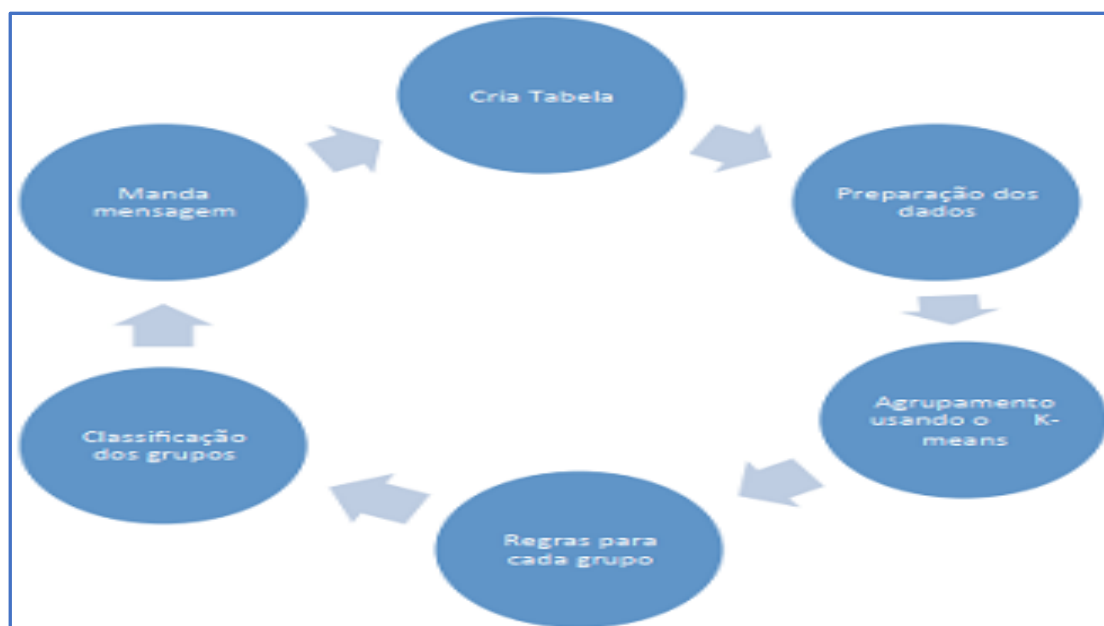 Cria Tabela
Preparação dos
dados
Agrupamento
usando o K-
means
Regras para
cada grupo
Classificação
dos grupos
Manda
mensagem